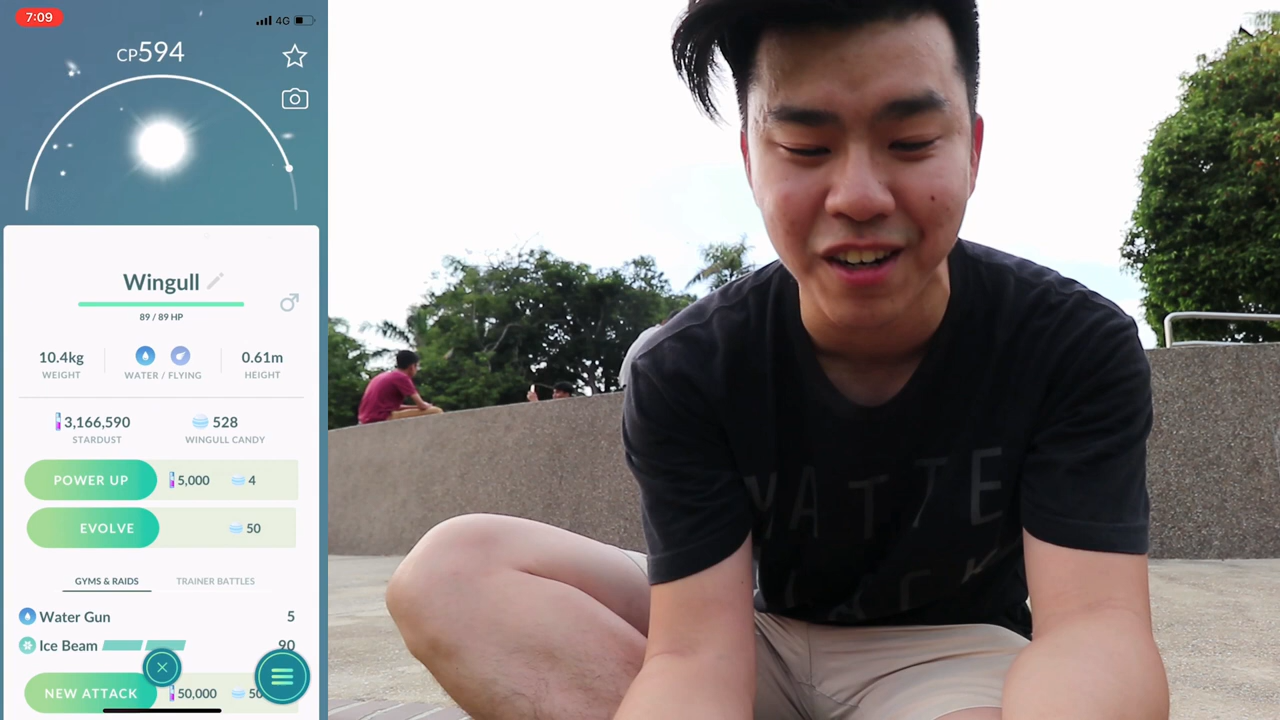 7:09
4G
CP594
Wingull
89 / 89 HP
10.4kg
WEIGHT
WATER / FLYING
0.61m
HEIGHT
3,166,590
STARDUST
528
WINGULL CANDY
POWER UP 5,000 4
EVOLVE 50
GYMS & RAIDS TRAINER BATTLES
Water Gun 5
Ice Beam 90
NEW ATTACK 50,000